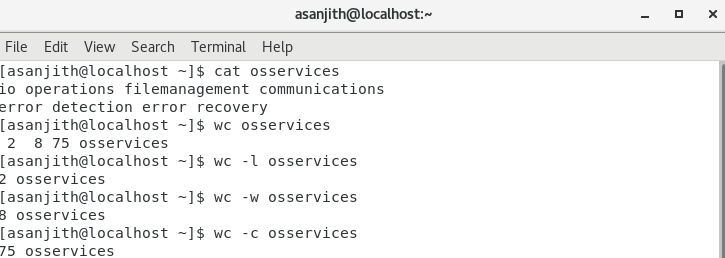 asanjith@localhost:~
File Edit View Search Terminal Help
[asanjith@localhost ~]$ cat osservices
io operations filemanagement communications
error detection error recovery
[asanjith@localhost ~]$ wc osservices
 2  8 75 osservices
[asanjith@localhost ~]$ wc -l osservices
2 osservices
[asanjith@localhost ~]$ wc -w osservices
8 osservices
[asanjith@localhost ~]$ wc -c osservices
75 osservices